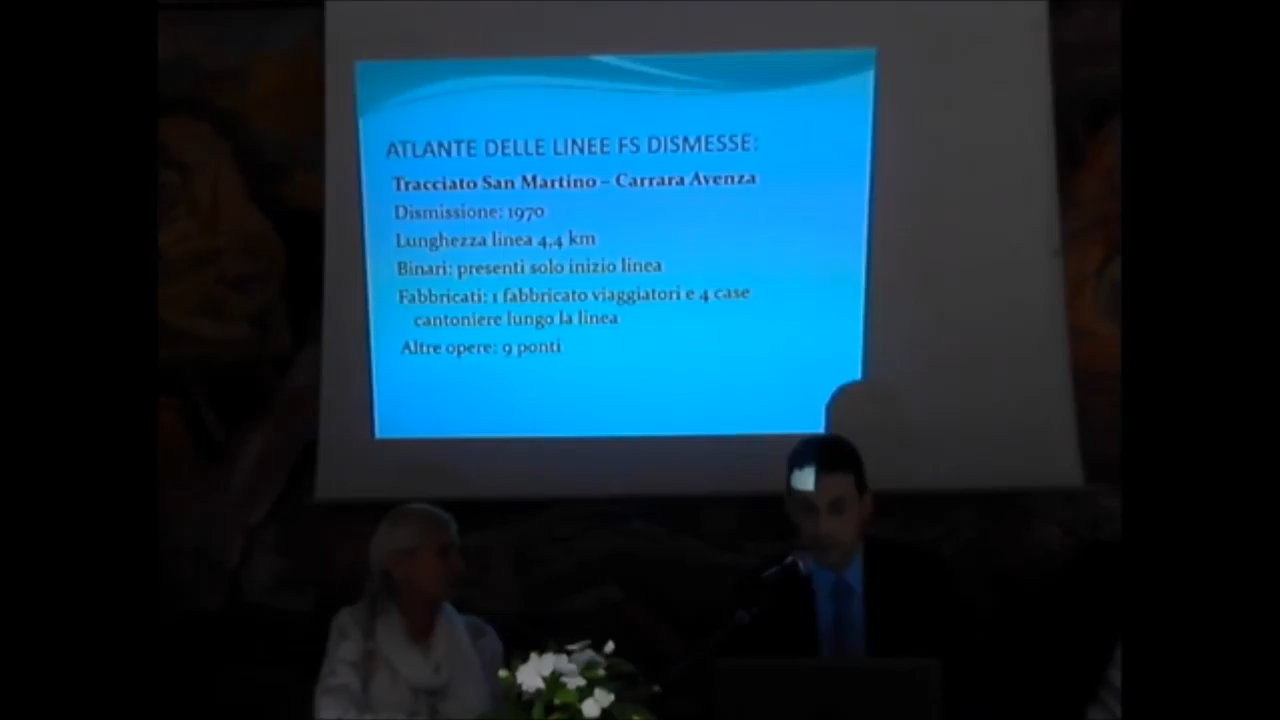 ATLANTE DELLE LINEE FS DISMESSE:
Tracciato San Martino – Carrara Avenza
Dismissione: 1970
Lunghezza linea 4,4 km
Binari: presenti solo inizio linea
Fabbricati: 1 fabbricato viaggiatori e 4 case
cantoniere lungo la linea
Altre opere: 9 ponti